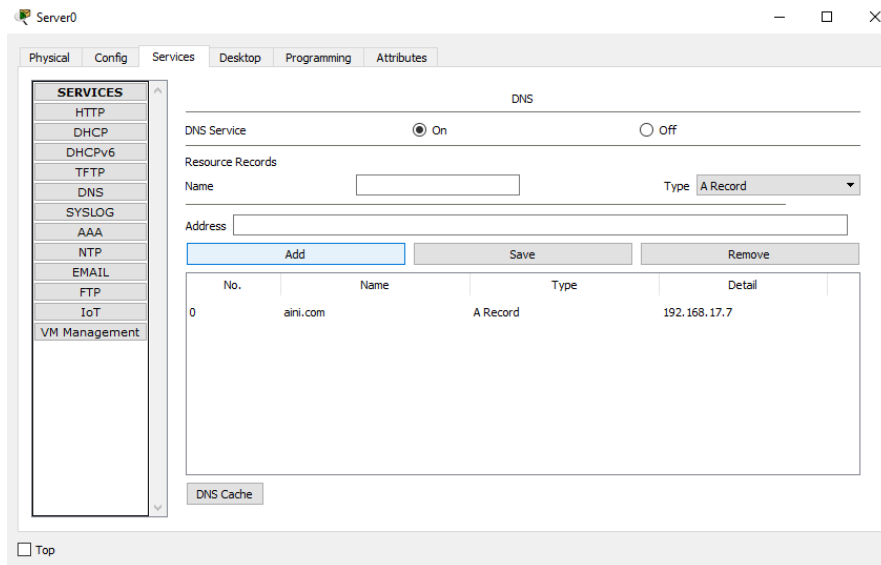 Server0
Physical Config Services Desktop Programming Attributes
SERVICES
HTTP
DHCP
DHCPv6
TFTP
DNS
SYSLOG
AAA
NTP
EMAIL
FTP
IoT
VM Management
DNS
DNS Service On Off
Resource Records
Name Type A Record
Address
Add Save Remove
No. Name Type Detail
0 aini.com A Record 192.168.17.7
DNS Cache
Top